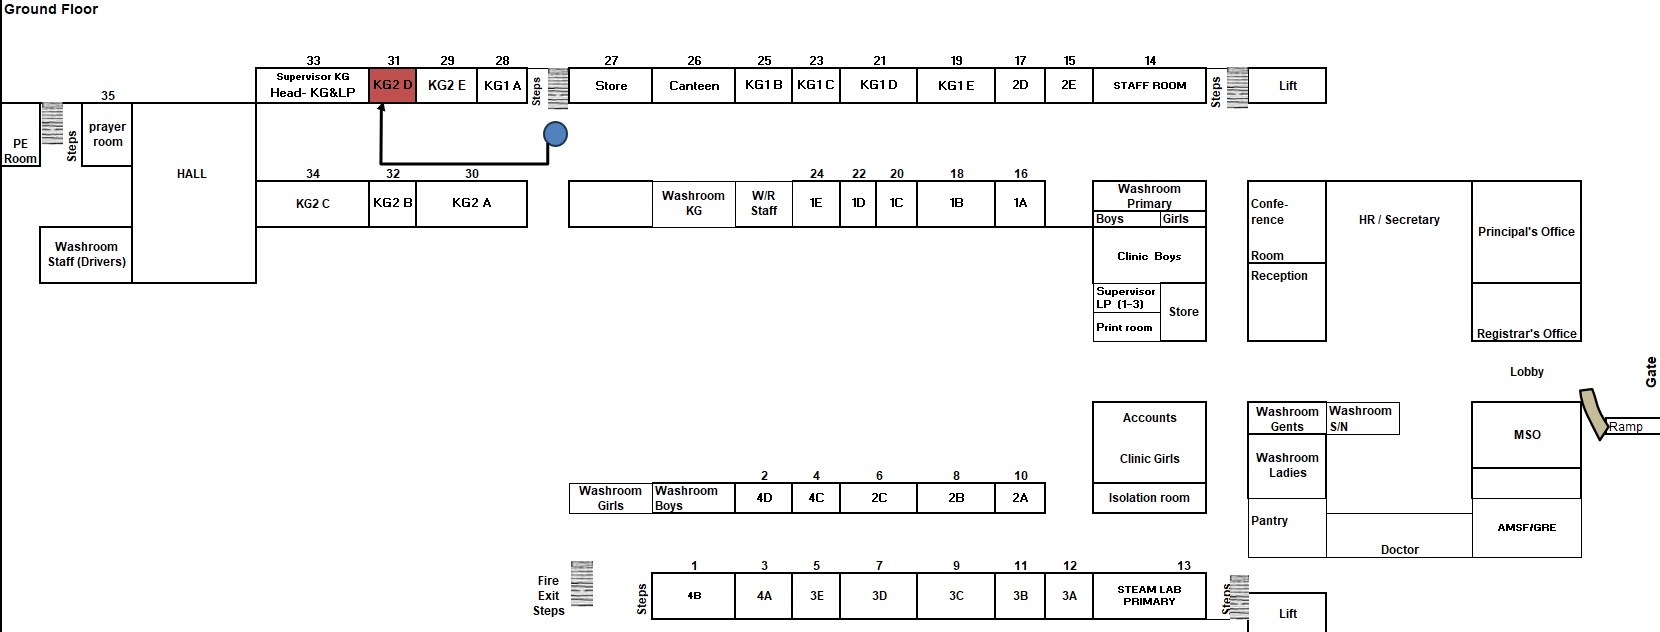 Ground Floor
33 31 29 28 27 26 25 23 21 19 17 15 14
Supervisor KG
Head- KG&LP
KG2 D
KG2 E
KG1 A
Steps
Store
Canteen
KG1 B
KG1 C
KG1 D
KG1 E
2D
2E
STAFF ROOM
Steps
Lift
35
PE
Room
Steps
prayer
room
HALL
34 32 30 24 22 20 18 16
KG2 C
KG2 B
KG2 A
Washroom
KG
W/R
Staff
1E
1D
1C
1B
1A
Washroom
Primary
Boys
Girls
Clinic Boys
Supervisor
LP (1-3)
Print room
Store
Confe-
rence
Room
Reception
HR / Secretary
Principal's Office
Registrar's Office
Washroom
Staff (Drivers)
Lobby
Gate
Ramp
Accounts
Clinic Girls
Isolation room
Washroom
Gents
Washroom
S/N
Washroom
Ladies
Pantry
Doctor
MSO
AMSF/GRE
2 4 6 8 10
Washroom
Girls
Washroom
Boys
4D
4C
2C
2B
2A
1 3 5 7 9 11 12 13
Fire
Exit
Steps
Steps
4B
4A
3E
3D
3C
3B
3A
STEAM LAB
PRIMARY
Steps
Lift